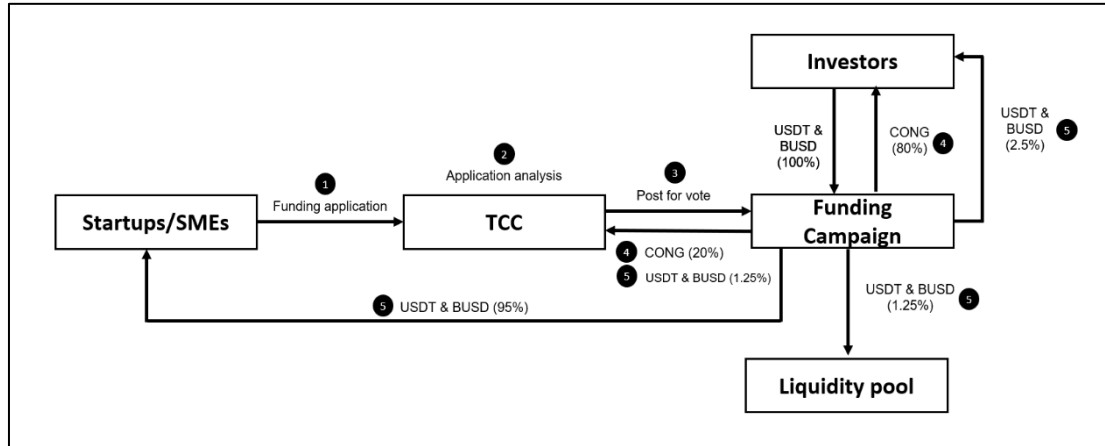 Investors
USDT &
BUSD
(100%)
CONG
(80%) 4
USDT &
BUSD 5
(2.5%)
2
Application analysis
1
Funding application
3
Post for vote
Startups/SMEs
TCC
Funding
Campaign
4 CONG (20%)
5 USDT & BUSD (1.25%)
5 USDT & BUSD (95%)
USDT & BUSD
(1.25%) 5
Liquidity pool